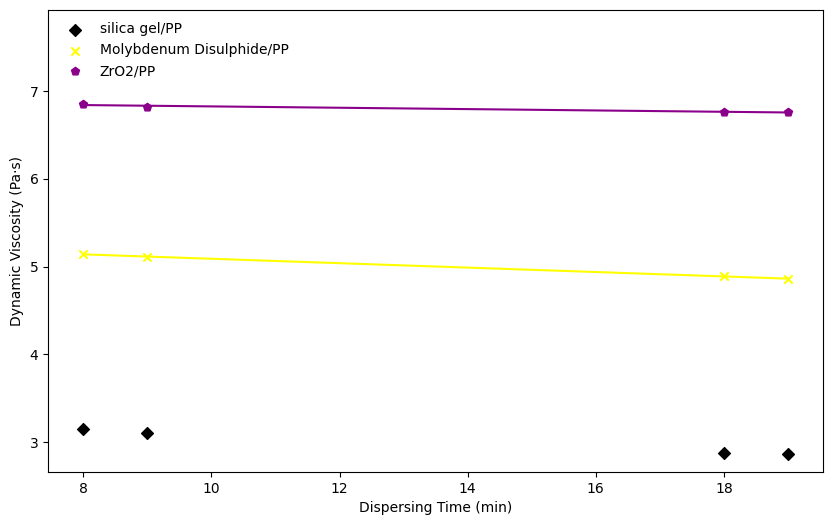 silica gel/PP
Molybdenum Disulphide/PP
ZrO2/PP
7
6
5
4
3
Dynamic Viscosity (Pa·s)
8 10 12 14 16 18
Dispersing Time (min)